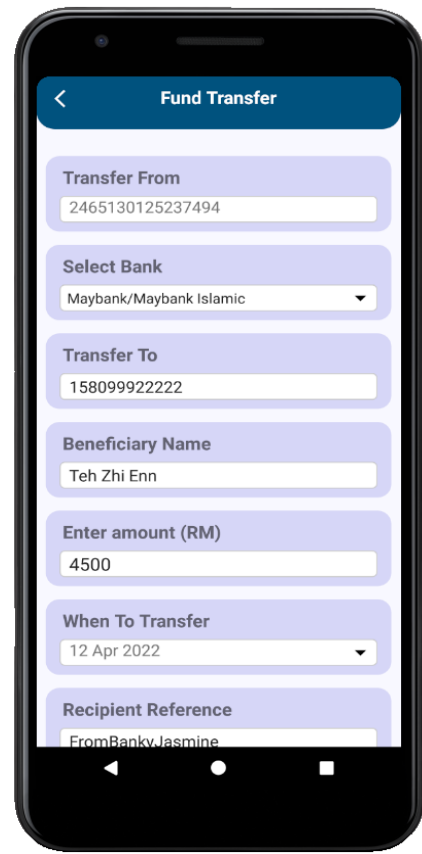 Fund Transfer
Transfer From
2465130125237494
Select Bank
Maybank/Maybank Islamic
Transfer To
158099922222
Beneficiary Name
Teh Zhi Enn
Enter amount (RM)
4500
When To Transfer
12 Apr 2022
Recipient Reference
FromBankyJasmine